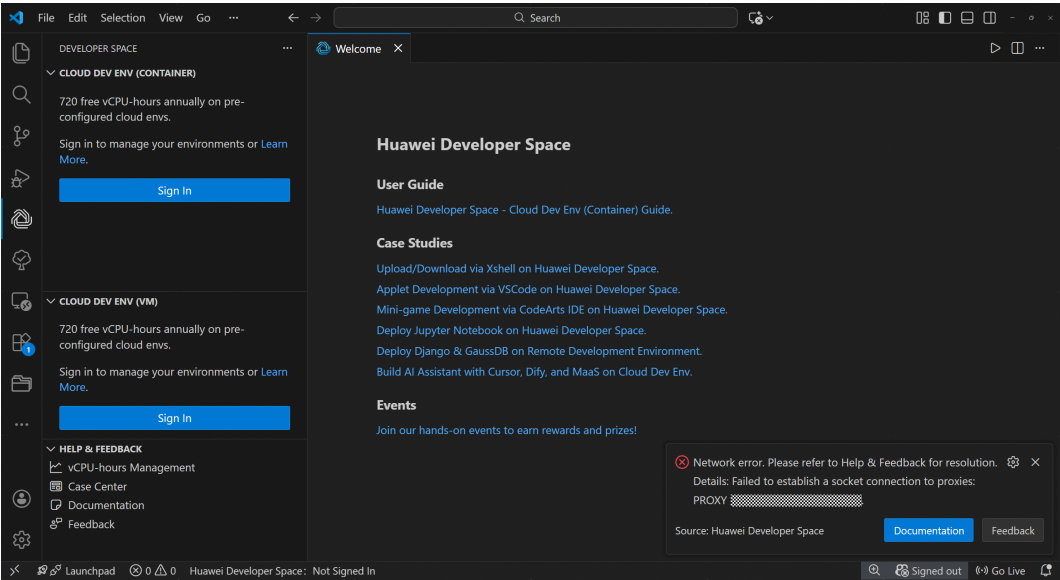 File Edit Selection View Go ··· Search
DEVELOPER SPACE ···
Welcome
CLOUD DEV ENV (CONTAINER)
720 free vCPU-hours annually on pre-
configured cloud envs.
Sign in to manage your environments or Learn
More.
Sign In
CLOUD DEV ENV (VM)
720 free vCPU-hours annually on pre-
configured cloud envs.
Sign in to manage your environments or Learn
More.
Sign In
HELP & FEEDBACK
vCPU-hours Management
Case Center
Documentation
Feedback
1
Huawei Developer Space
User Guide
Huawei Developer Space - Cloud Dev Env (Container) Guide.
Case Studies
Upload/Download via Xshell on Huawei Developer Space.
Applet Development via VSCode on Huawei Developer Space.
Mini-game Development via CodeArts IDE on Huawei Developer Space.
Deploy Jupyter Notebook on Huawei Developer Space.
Deploy Django & GaussDB on Remote Development Environment.
Build AI Assistant with Cursor, Dify, and MaaS on Cloud Dev Env.
Events
Join our hands-on events to earn rewards and prizes!
Network error. Please refer to Help & Feedback for resolution.
Details: Failed to establish a socket connection to proxies:
PROXY
Source: Huawei Developer Space
Documentation
Feedback
Launchpad 0 0 Huawei Developer Space: Not Signed In Signed out Go Live